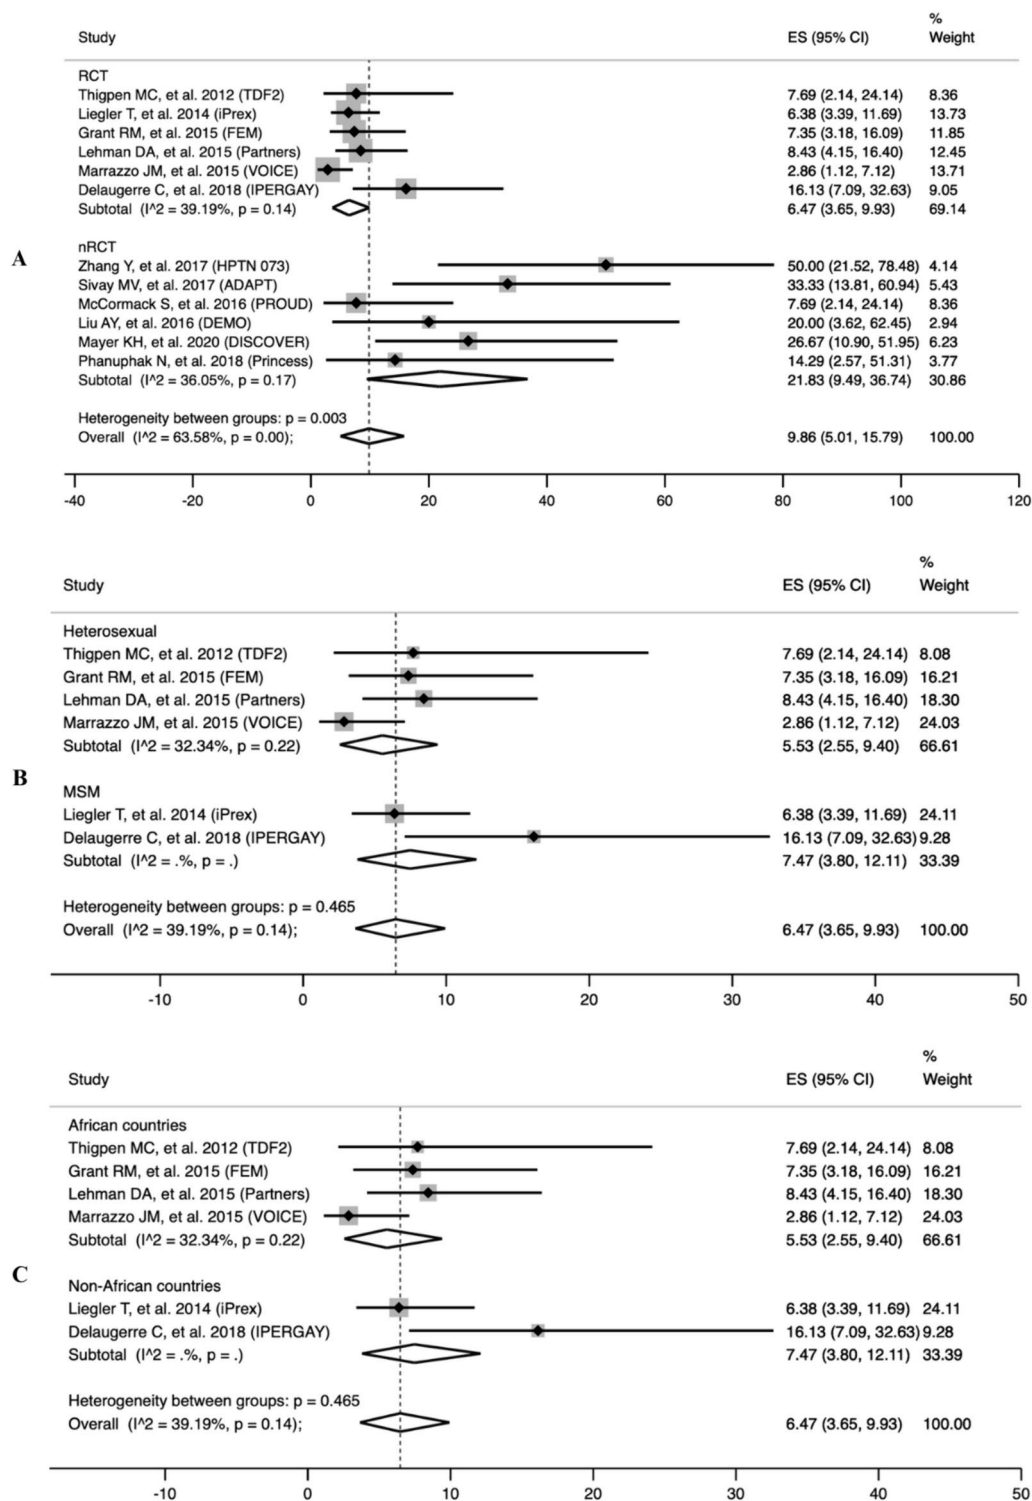 %
Study ES (95% CI) Weight
RCT
Thigpen MC, et al. 2012 (TDF2) 7.69 (2.14, 24.14) 8.36
Liegler T, et al. 2014 (iPrex) 6.38 (3.39, 11.69) 13.73
Grant RM, et al. 2015 (FEM) 7.35 (3.18, 16.09) 11.85
Lehman DA, et al. 2015 (Partners) 8.43 (4.15, 16.40) 12.45
Marrazzo JM, et al. 2015 (VOICE) 2.86 (1.12, 7.12) 13.71
Delaugerre C, et al. 2018 (IPERGAY) 16.13 (7.09, 32.63) 9.05
Subtotal (I^2 = 39.19%, p = 0.14) 6.47 (3.65, 9.93) 69.14
nRCT
A
Zhang Y, et al. 2017 (HPTN 073) 50.00 (21.52, 78.48) 4.14
Sivay MV, et al. 2017 (ADAPT) 33.33 (13.81, 60.94) 5.43
McCormack S, et al. 2016 (PROUD) 7.69 (2.14, 24.14) 8.36
Liu AY, et al. 2016 (DEMO) 20.00 (3.62, 62.45) 2.94
Mayer KH, et al. 2020 (DISCOVER) 26.67 (10.90, 51.95) 6.23
Phanuphak N, et al. 2018 (Princess) 14.29 (2.57, 51.31) 3.77
Subtotal (I^2 = 36.05%, p = 0.17) 21.83 (9.49, 36.74) 30.86
Heterogeneity between groups: p = 0.003
Overall (I^2 = 63.58%, p = 0.00); 9.86 (5.01, 15.79) 100.00
-40 -20 0 20 40 60 80 100 120
%
Study ES (95% CI) Weight
Heterosexual
Thigpen MC, et al. 2012 (TDF2) 7.69 (2.14, 24.14) 8.08
Grant RM, et al. 2015 (FEM) 7.35 (3.18, 16.09) 16.21
Lehman DA, et al. 2015 (Partners) 8.43 (4.15, 16.40) 18.30
Marrazzo JM, et al. 2015 (VOICE) 2.86 (1.12, 7.12) 24.03
Subtotal (I^2 = 32.34%, p = 0.22) 5.53 (2.55, 9.40) 66.61
B
MSM
Liegler T, et al. 2014 (iPrex) 6.38 (3.39, 11.69) 24.11
Delaugerre C, et al. 2018 (IPERGAY) 16.13 (7.09, 32.63) 9.28
Subtotal (I^2 = .%, p = .) 7.47 (3.80, 12.11) 33.39
Heterogeneity between groups: p = 0.465
Overall (I^2 = 39.19%, p = 0.14); 6.47 (3.65, 9.93) 100.00
-10 0 10 20 30 40 50
%
Study ES (95% CI) Weight
African countries
Thigpen MC, et al. 2012 (TDF2) 7.69 (2.14, 24.14) 8.08
Grant RM, et al. 2015 (FEM) 7.35 (3.18, 16.09) 16.21
Lehman DA, et al. 2015 (Partners) 8.43 (4.15, 16.40) 18.30
Marrazzo JM, et al. 2015 (VOICE) 2.86 (1.12, 7.12) 24.03
Subtotal (I^2 = 32.34%, p = 0.22) 5.53 (2.55, 9.40) 66.61
C
Non-African countries
Liegler T, et al. 2014 (iPrex) 6.38 (3.39, 11.69) 24.11
Delaugerre C, et al. 2018 (IPERGAY) 16.13 (7.09, 32.63) 9.28
Subtotal (I^2 = .%, p = .) 7.47 (3.80, 12.11) 33.39
Heterogeneity between groups: p = 0.465
Overall (I^2 = 39.19%, p = 0.14); 6.47 (3.65, 9.93) 100.00
-10 0 10 20 30 40 50